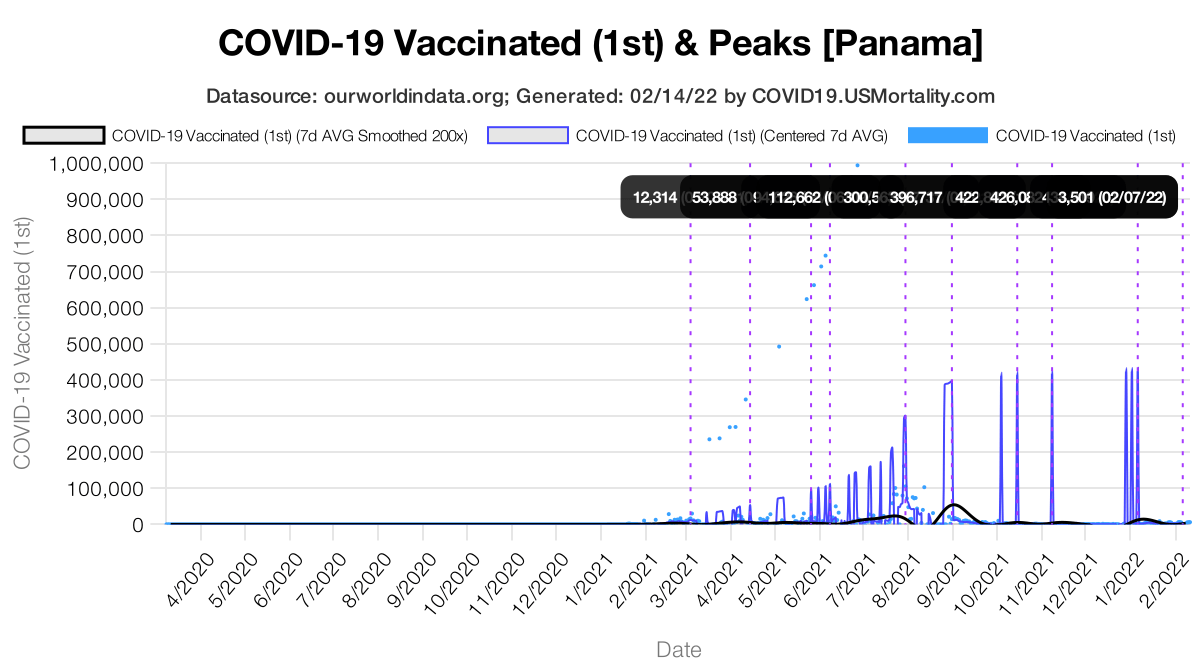 COVID-19 Vaccinated (1st) & Peaks [Panama]
Datasource: ourworldindata.org; Generated: 02/14/22 by COVID19.USMortality.com
COVID-19 Vaccinated (1st) (7d AVG Smoothed 200x) COVID-19 Vaccinated (1st) (Centered 7d AVG) COVID-19 Vaccinated (1st)
COVID-19 Vaccinated (1st)
1,000,000
900,000
800,000
700,000
600,000
500,000
400,000
300,000
200,000
100,000
0
12,314 53,888 112,662 300,5 396,717 422 426,08 3,501 (02/07/22)
4/2020 5/2020 6/2020 7/2020 8/2020 9/2020 10/2020 11/2020 12/2020 1/2021 2/2021 3/2021 4/2021 5/2021 6/2021 7/2021 8/2021 9/2021 10/2021 11/2021 12/2021 1/2022 2/2022
Date